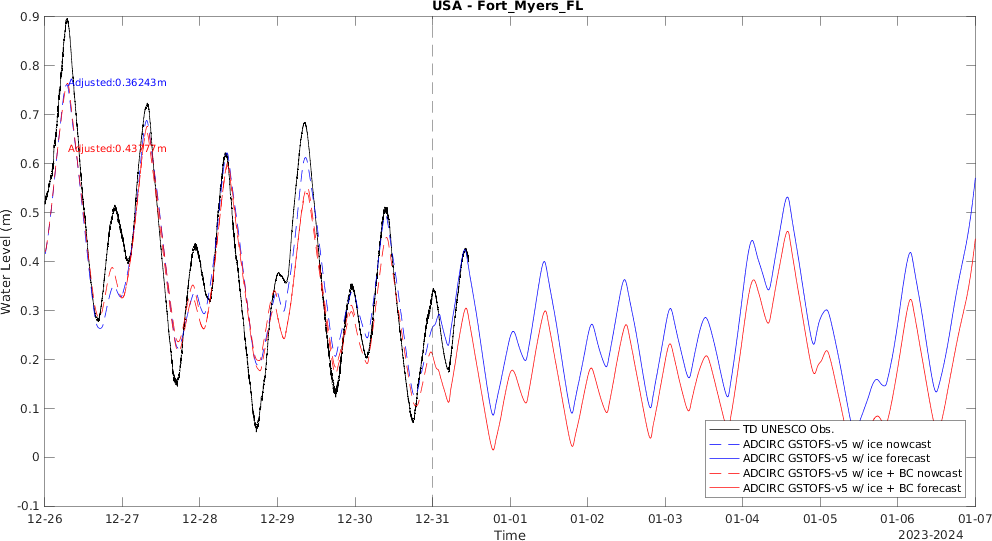 USA - Fort_Myers_FL
0.9
0.8
0.7
0.6
0.5
0.4
0.3
0.2
0.1
0
-0.1
Water Level (m)
Adjusted:0.36243m
Adjusted:0.43777m
TD UNESCO Obs.
ADCIRC GSTOFS-v5 w/ ice nowcast
ADCIRC GSTOFS-v5 w/ ice forecast
ADCIRC GSTOFS-v5 w/ ice + BC nowcast
ADCIRC GSTOFS-v5 w/ ice + BC forecast
12-26 12-27 12-28 12-29 12-30 12-31 01-01 01-02 01-03 01-04 01-05 01-06 01-07
Time
2023-2024